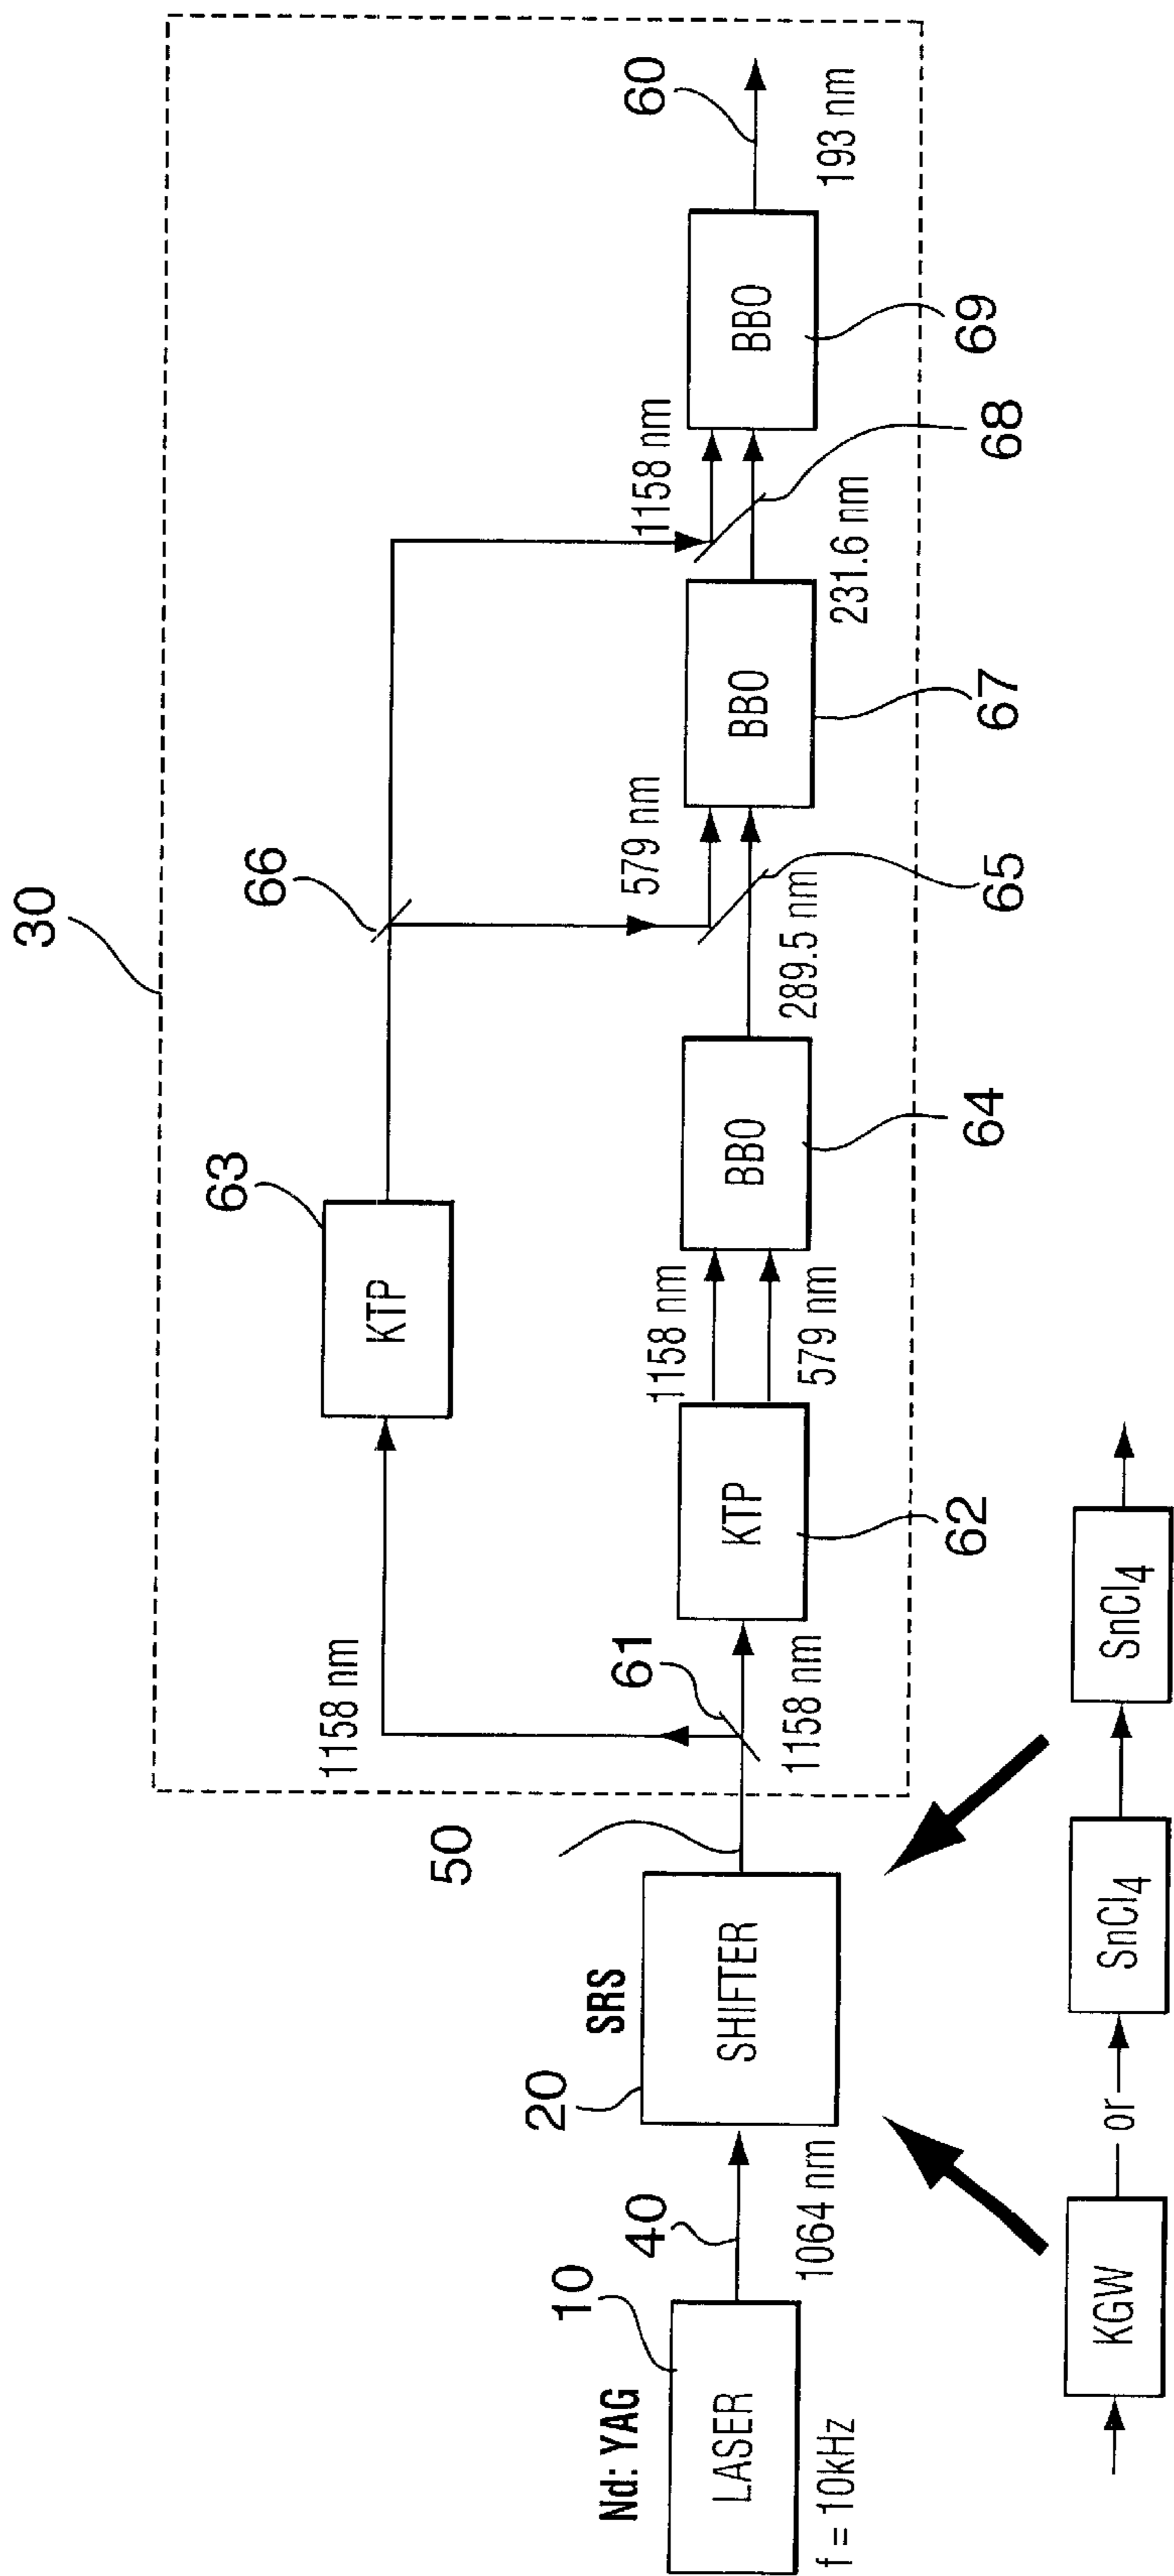 30
66
60
63
KTP
1158 nm
579 nm
1158 nm
193 nm
61
1158 nm
KTP
62
1158 nm
579 nm
BBO
64
289.5 nm
65
BBO
67
231.6 nm
68
BBO
69
Nd: YAG
10
LASER
f = 10kHz
40
1064 nm
SRS
20
SHIFTER
50
KGW
or
SnCl4
SnCl4